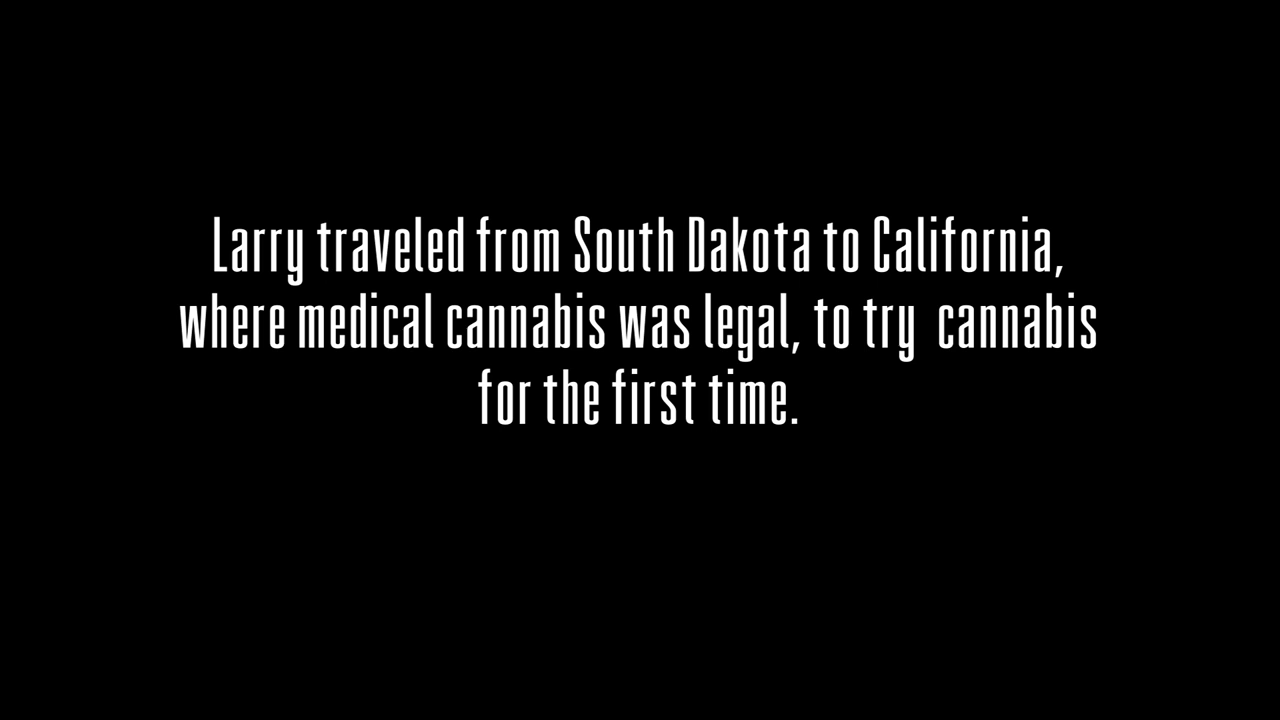 Larry traveled from South Dakota to California,
where medical cannabis was legal, to try  cannabis
for the first time.